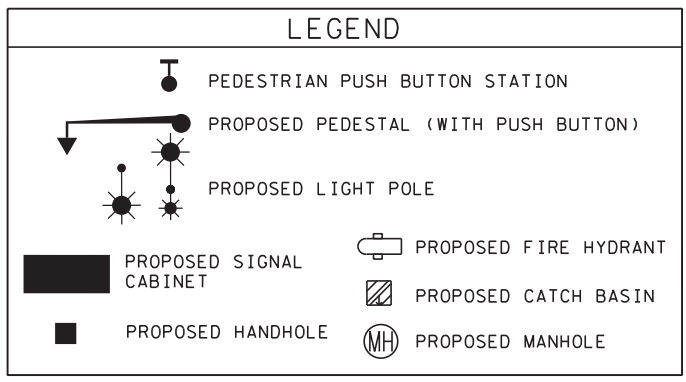 LEGEND
PEDESTRIAN PUSH BUTTON STATION
PROPOSED PEDESTAL (WITH PUSH BUTTON)
PROPOSED LIGHT POLE
PROPOSED SIGNAL
CABINET
PROPOSED HANDHOLE
PROPOSED FIRE HYDRANT
PROPOSED CATCH BASIN
MH PROPOSED MANHOLE